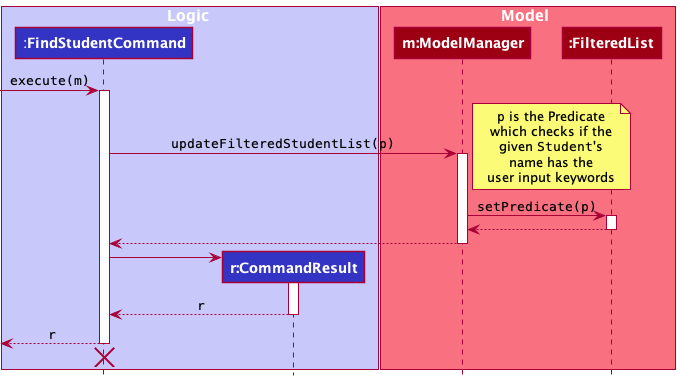 Logic
Model
:FindStudentCommand
m:ModelManager
:FilteredList
execute(m)
p is the Predicate
which checks if the
given Student's
name has the
user input keywords
updateFilteredStudentList(p)
setPredicate(p)
r:CommandResult
r
r